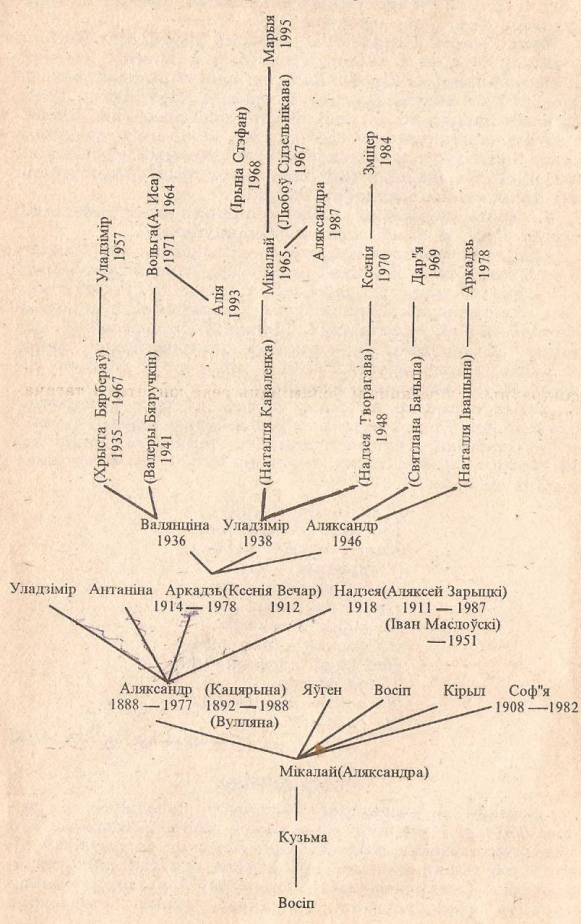 Марыя
1995
(Ірына Стэфан)
1968
(Любоў Сідзельнікава)
1967
Зміцер
1984
Уладзімір
1957
Вольга(А. Иса)
1971 1964
Алія
1993
Мікалай
1965
Аляксандра
1987
Ксенія
1970
Дар"я
1969
Аркадзь
1978
(Хрыста Бярбераў)
1935 — 1967
(Валеры Бязручкін)
1941
(Наталля Каваленка)
(Надзея Творагава)
1948
(Святлана Бачыла)
(Наталля Івашына)
Валянціна Уладзімір Аляксандр
1936 1938 1946
Уладзімір Антаніна Аркадзь(Ксенія Вечар) Надзея(Аляксей Зарыцкі)
1914 — 1978 1912 1918 1911 — 1987
(Іван Маслоўскі)
—1951
Аляксандр (Кацярына) Яўген Восіп Кірыл Соф"я
1888 — 1977 1892 — 1988 1908 —1982
(Вулляна)
Мікалай(Аляксандра)
Кузьма
Восіп